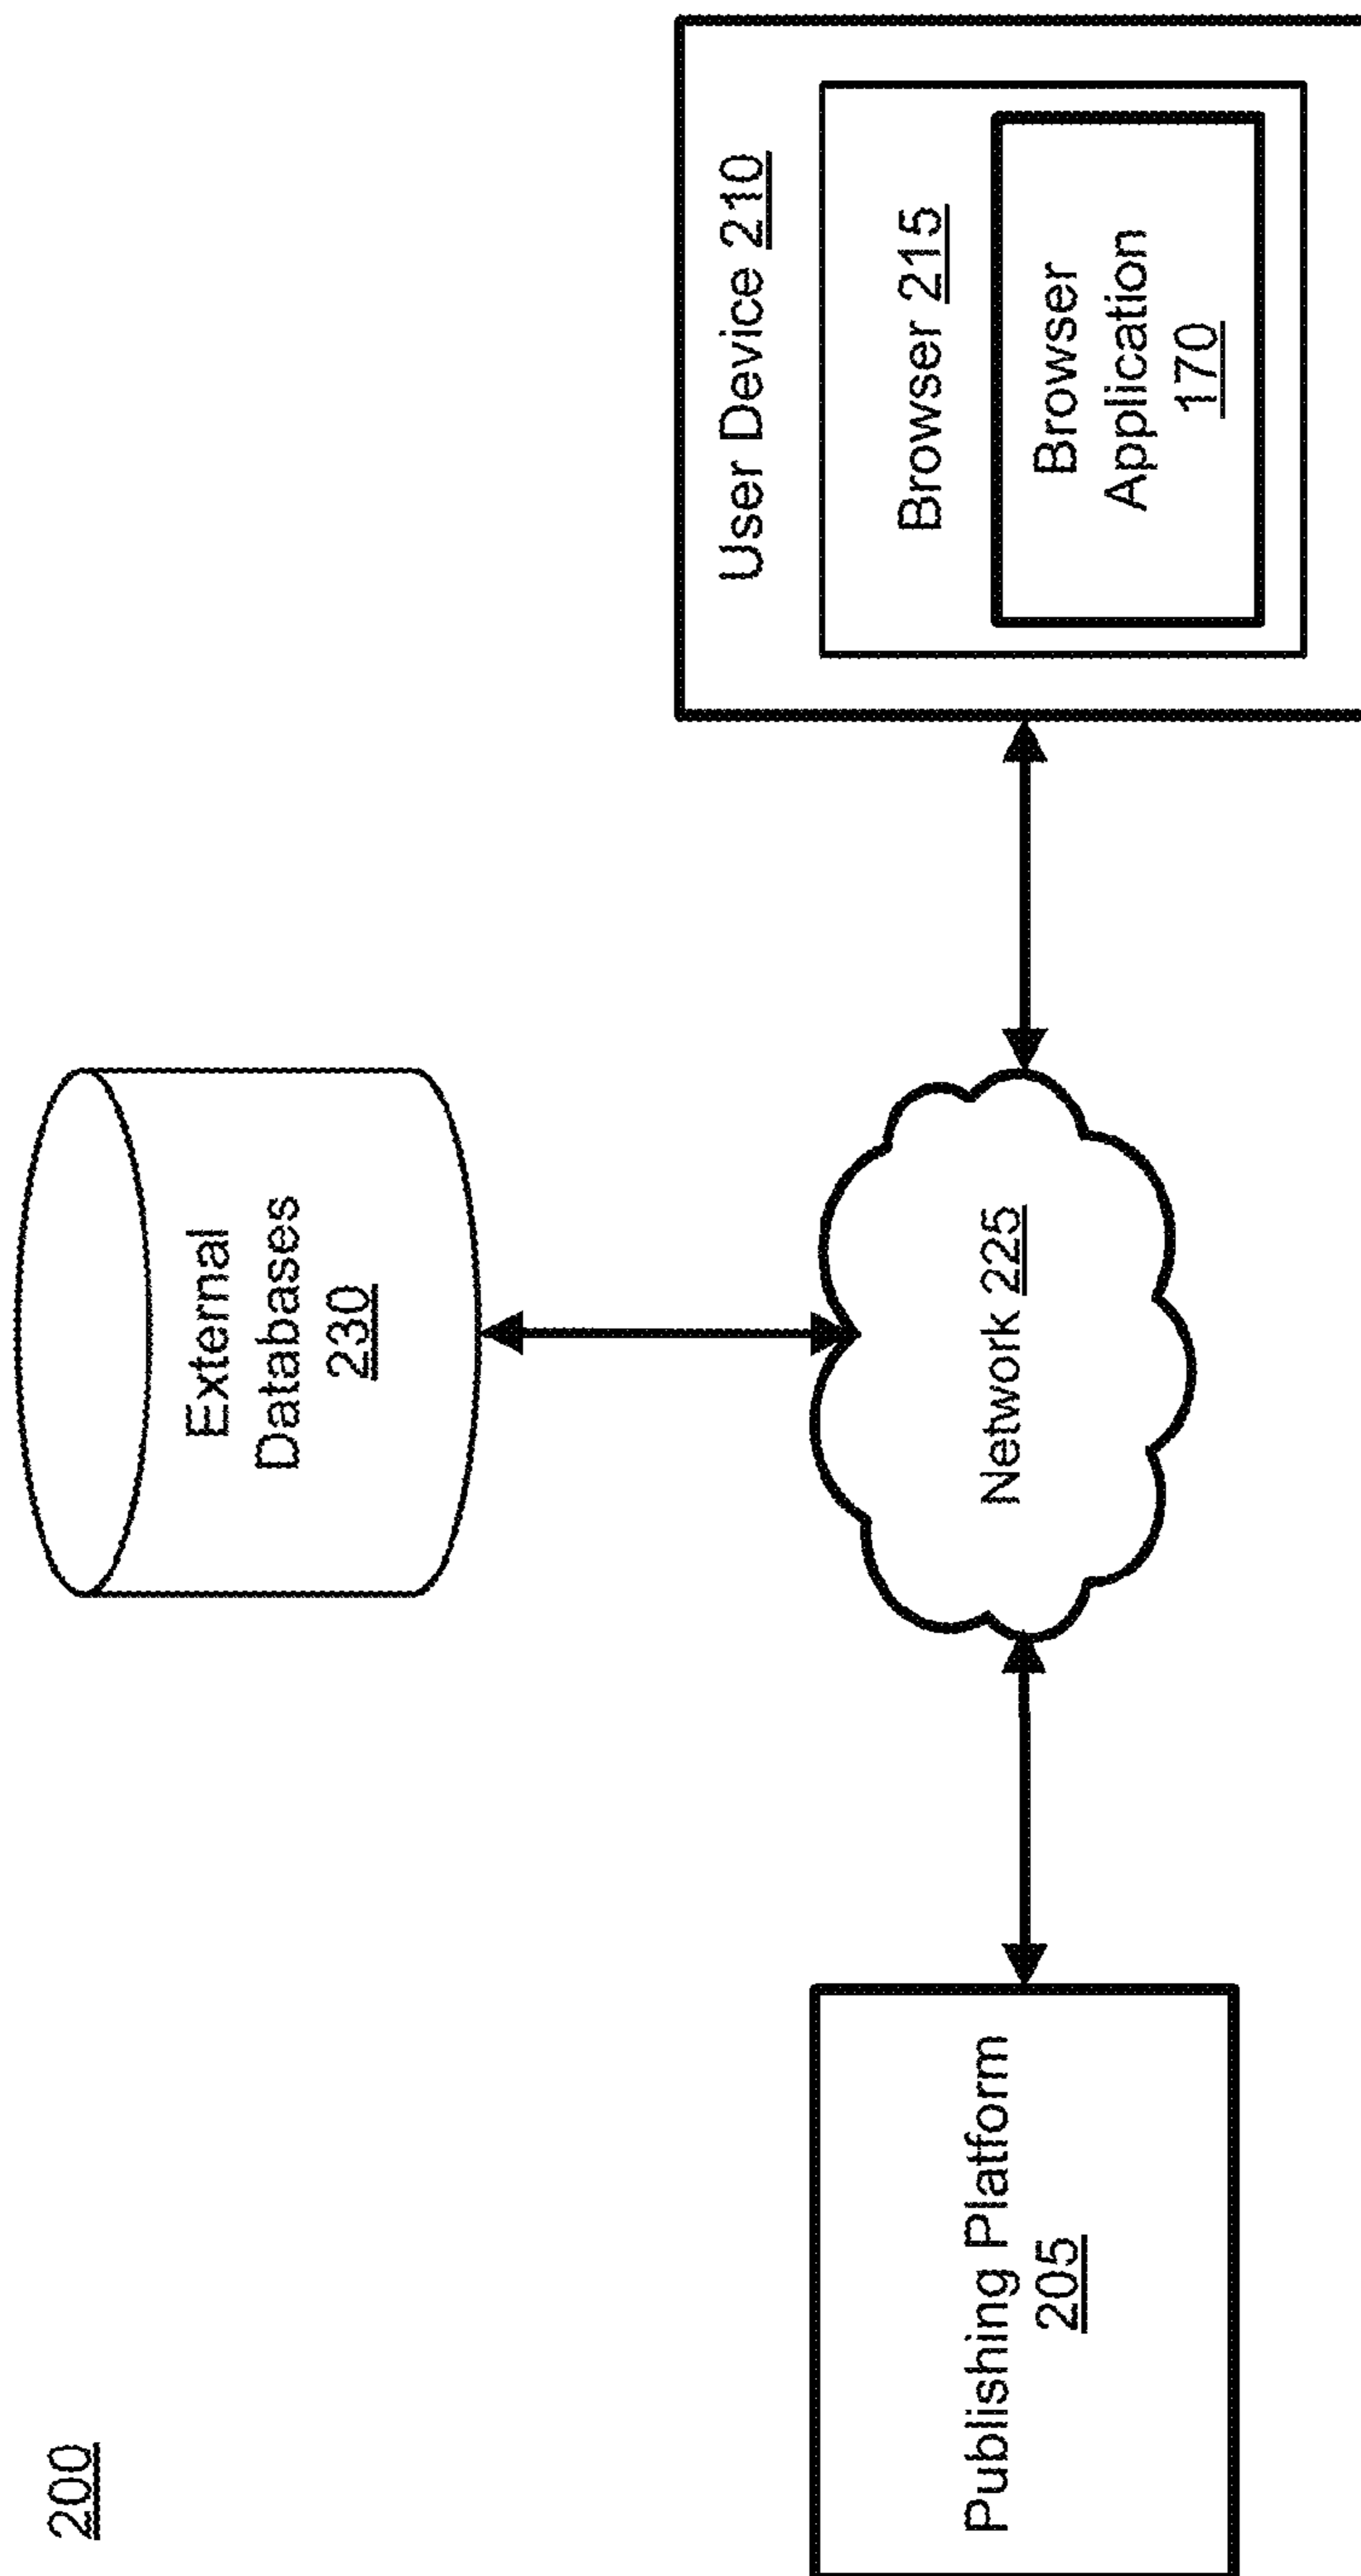 200
External
Databases
230
Publishing Platform
205
Network 225
User Device 210
Browser 215
Browser
Application
170